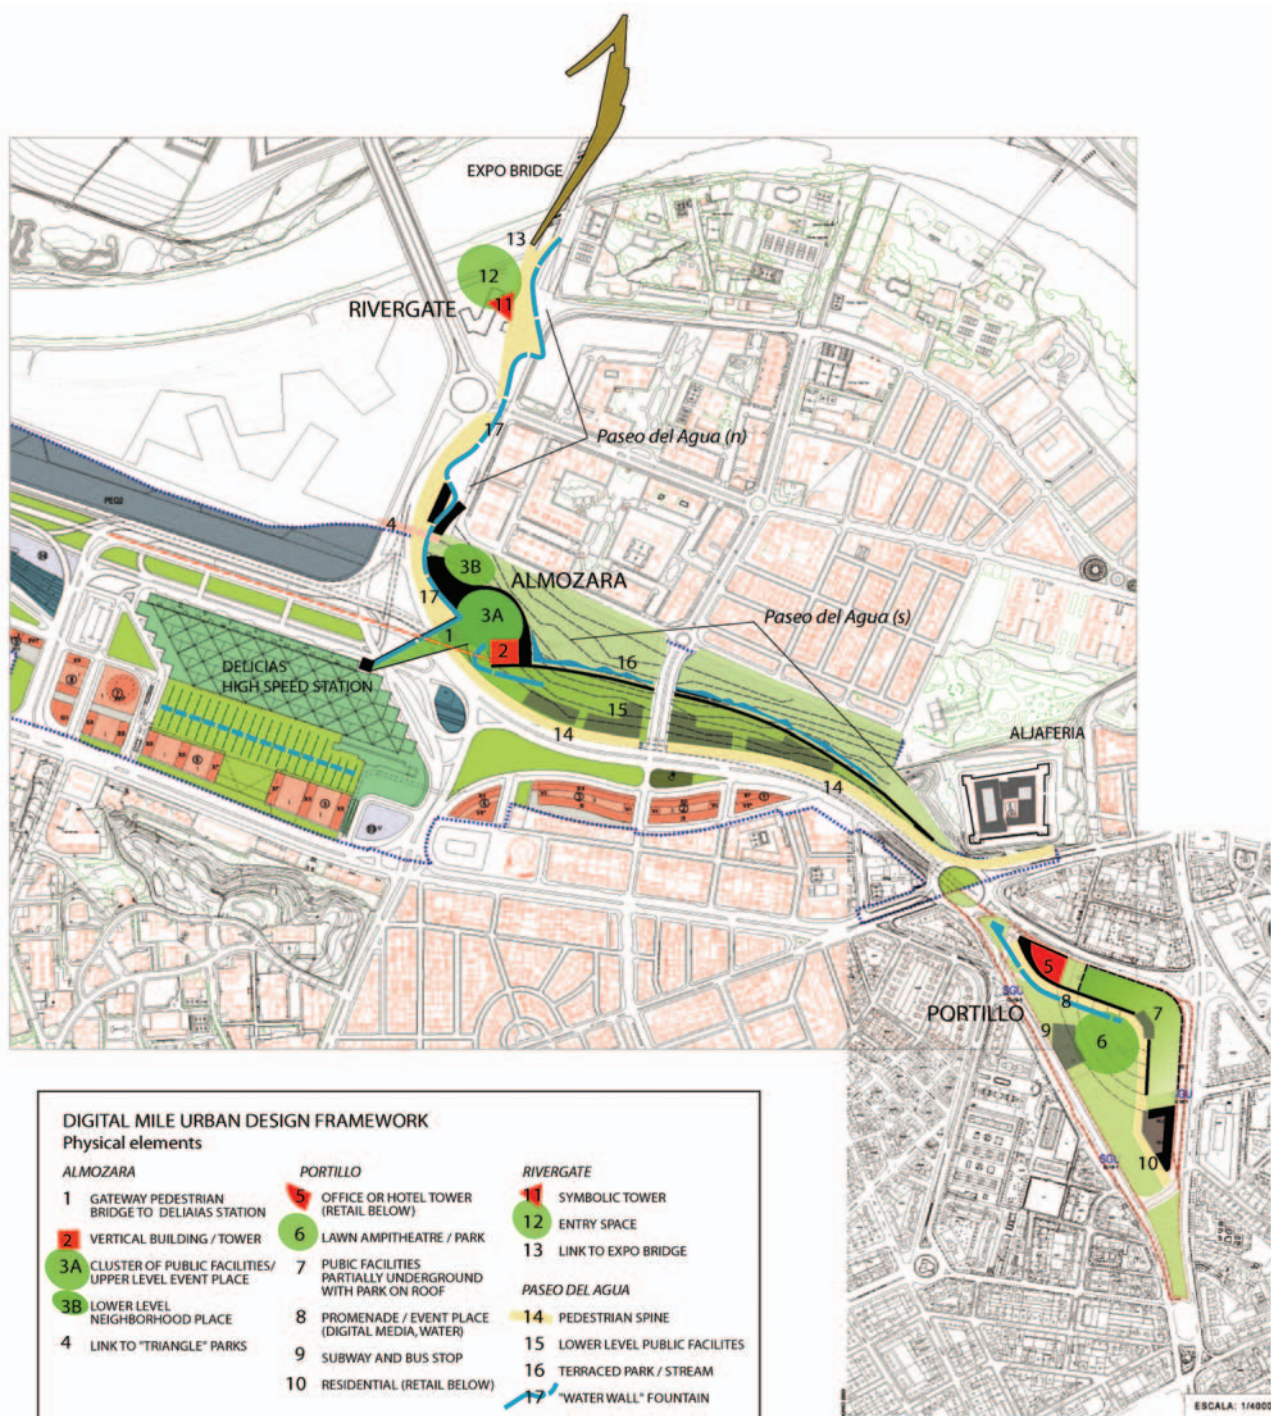 EXPO BRIDGE
13
12
11
RIVERGATE
17
Paseo del Agua (n)
PEQ2
4
3B
ALMOZARA
17
3A
1
2
Paseo del Agua (s)
16
DELICIAS
HIGH SPEED STATION
15
14
ALJAFERIA
14
5
SGU
8
PORTILLO
7
9
6
SGU
SGU
10
DIGITAL MILE URBAN DESIGN FRAMEWORK
Physical elements
ALMOZARA
1 GATEWAY PEDESTRIAN
BRIDGE TO DELIAIAS STATION
2 VERTICAL BUILDING / TOWER
3A CLUSTER OF PUBLIC FACILITIES/
UPPER LEVEL EVENT PLACE
3B LOWER LEVEL
NEIGHBORHOOD PLACE
4 LINK TO "TRIANGLE" PARKS
PORTILLO
5 OFFICE OR HOTEL TOWER
(RETAIL BELOW)
6 LAWN AMPITHEATRE / PARK
7 PUBIC FACILITIES
PARTIALLY UNDERGROUND
WITH PARK ON ROOF
8 PROMENADE / EVENT PLACE
(DIGITAL MEDIA, WATER)
9 SUBWAY AND BUS STOP
10 RESIDENTIAL (RETAIL BELOW)
RIVERGATE
11 SYMBOLIC TOWER
12 ENTRY SPACE
13 LINK TO EXPO BRIDGE
PASEO DEL AGUA
14 PEDESTRIAN SPINE
15 LOWER LEVEL PUBLIC FACILITES
16 TERRACED PARK / STREAM
17 "WATER WALL" FOUNTAIN
ESCALA: 1/4000